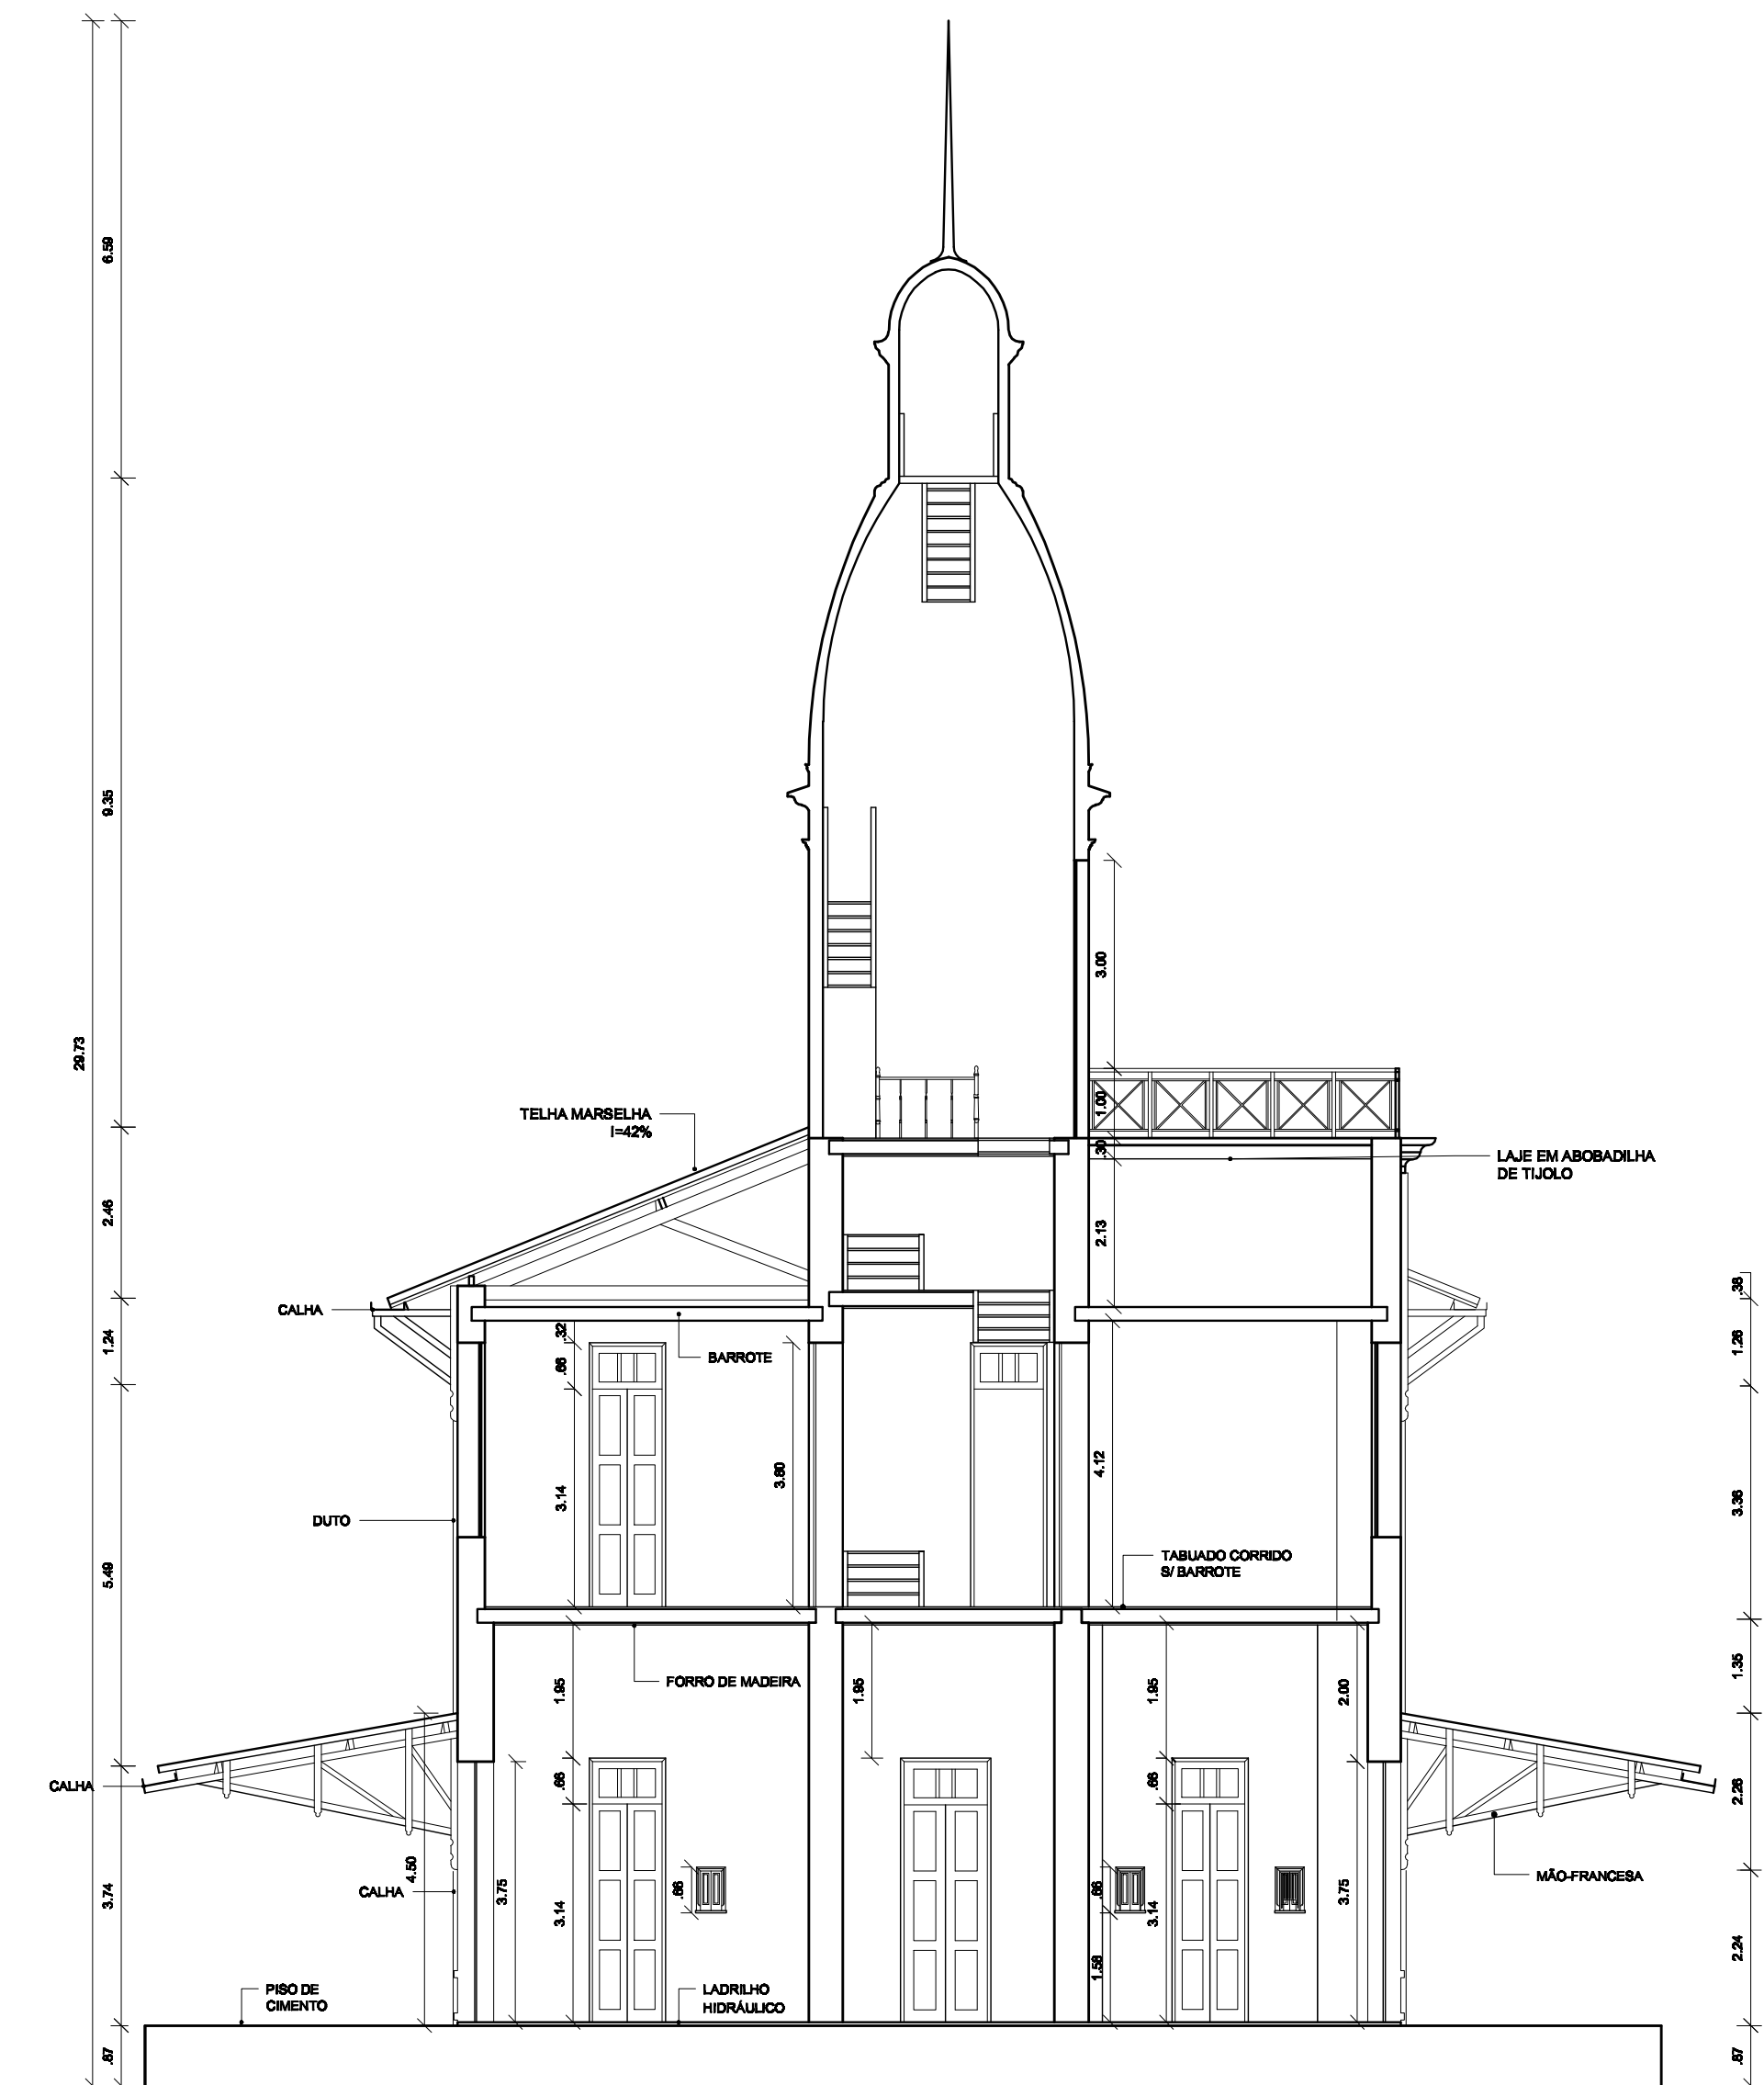 6.59
9.35
29.73
3.00
1.00
TELHA MARSELHA
I=42%
.30
LAJE EM ABOBADILHA
DE TIJOLO
2.46
2.13
CALHA
.38
1.24
.32
BARROTE
1.26
.66
3.14
3.80
4.12
3.36
DUTO
TABUADO CORRIDO
S/ BARROTE
5.49
FORRO DE MADEIRA
1.95
1.95
1.95
2.00
1.35
CALHA
.66
.66
2.26
4.50
CALHA
3.75
3.14
.66
.66
3.14
3.75
MÃO-FRANCESA
3.74
1.58
2.24
PISO DE
CIMENTO
LADRILHO
HIDRÁULICO
.87
.87